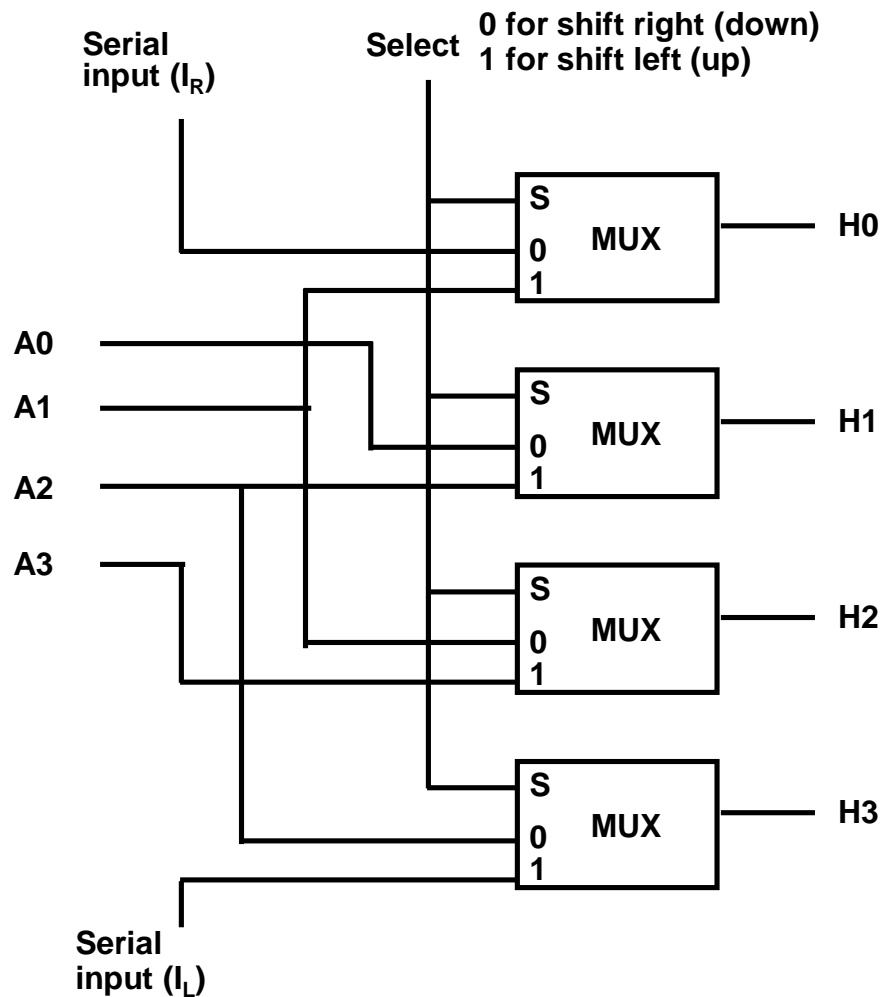 0 for shift right (down)
1 for shift left (up)
Select
Serial
input (IR)
S
0
1
MUX
H0
A0
A1
A2
A3
S
0
1
MUX
H1
S
0
1
MUX
H2
S
0
1
MUX
H3
Serial
input (IL)